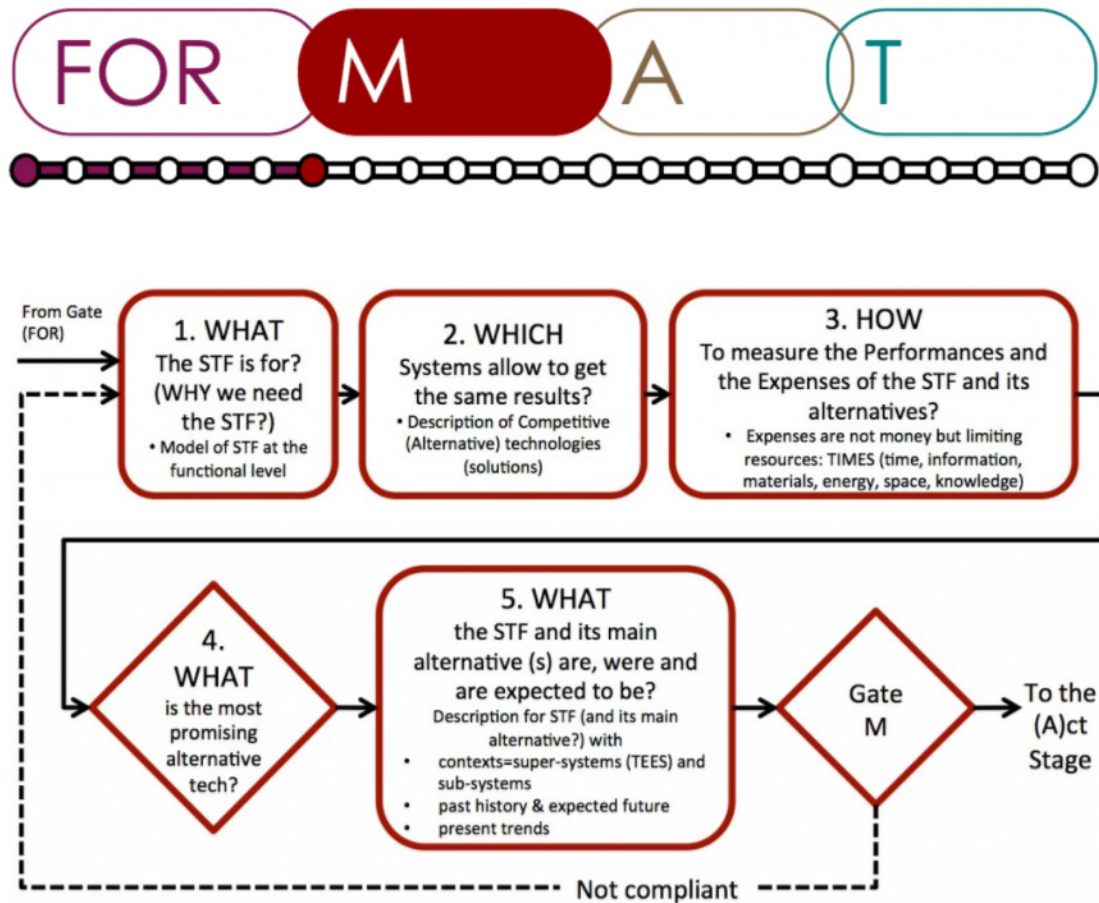 FOR
M
A
T
From Gate
(FOR)
1. WHAT
The STF is for?
(WHY we need
the STF?)
• Model of STF at the
functional level
2. WHICH
Systems allow to get
the same results?
• Description of Competitive
(Alternative) technologies
(solutions)
3. HOW
To measure the Performances and
the Expenses of the STF and its
alternatives?
• Expenses are not money but limiting
resources: TIMES (time, information,
materials, energy, space, knowledge)
4.
WHAT
is the most
promising
alternative
tech?
5. WHAT
the STF and its main
alternative (s) are, were and
are expected to be?
Description for STF (and its main
alternative?) with
• contexts=super-systems (TEES) and
sub-systems
• past history & expected future
• present trends
Gate
M
To the
(A)ct
Stage
Not compliant